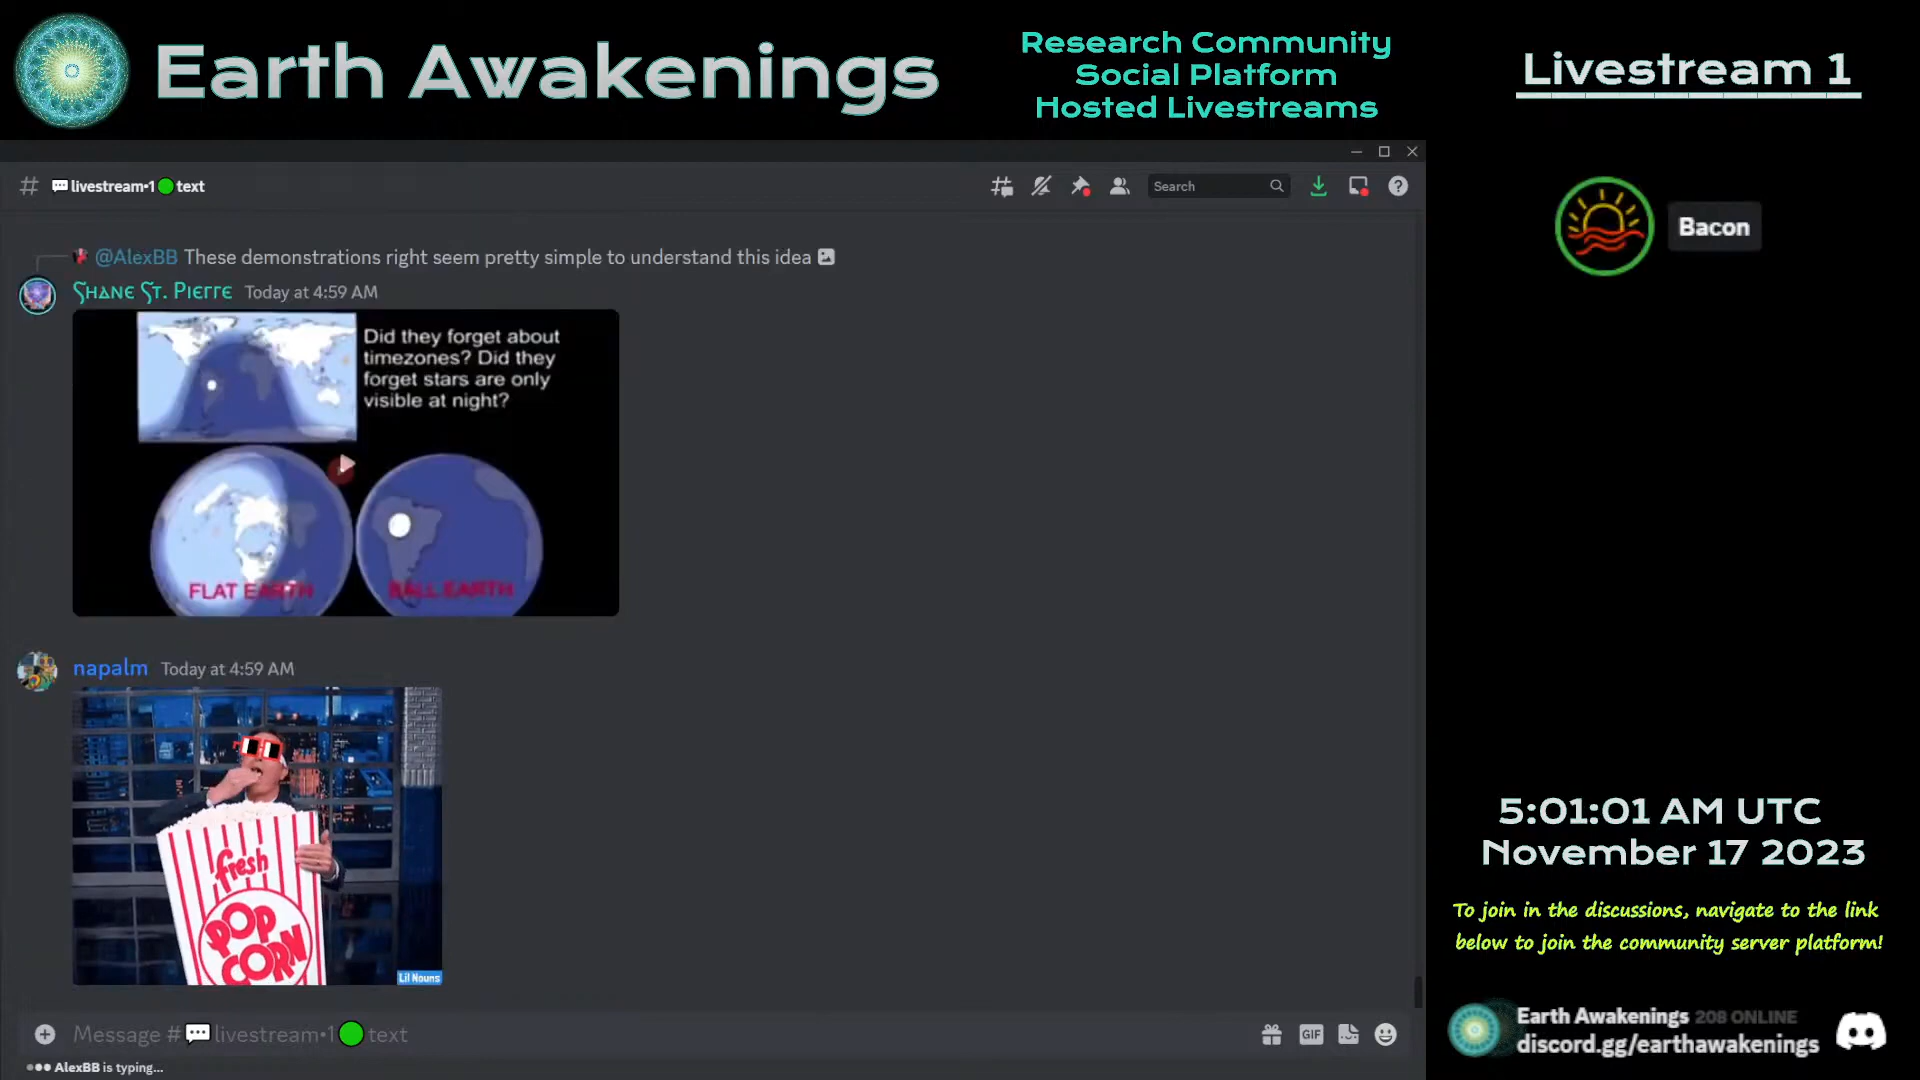 Earth Awakenings
Research Community
Social Platform
Hosted Livestreams
Livestream 1
livestream•1 text
Search
Bacon
@AlexBB These demonstrations right seem pretty simple to understand this idea
Shane St. Pierre Today at 4:59 AM
Did they forget about
timezones? Did they
forget stars are only
visible at night?
FLAT EARTH
BALL EARTH
napalm Today at 4:59 AM
fresh
POP
CORN
Lil Nouns
5:01:01 AM UTC
November 17 2023
To join in the discussions, navigate to the link
below to join the community server platform!
Message # livestream•1 text
GIF
AlexBB is typing...
Earth Awakenings 208 ONLINE
discord.gg/earthawakenings